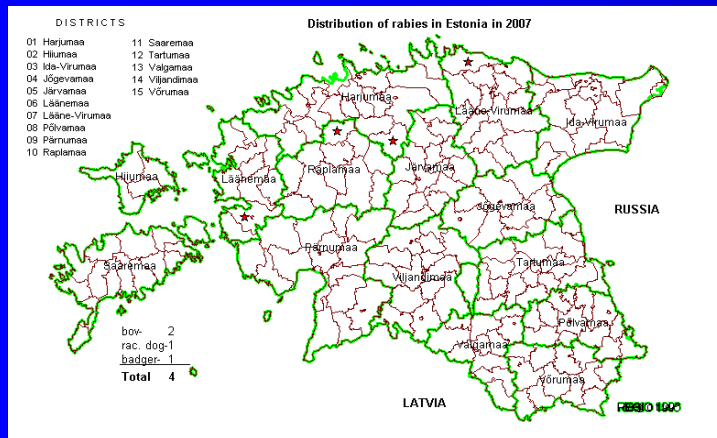 DISTRICTS
Distribution of rabies in Estonia in 2007
01 Harjumaa
02 Hiiumaa
03 Ida-Virumaa
04 Jõgevamaa
05 Järvamaa
06 Läänemaa
07 Lääne-Virumaa
08 Põlvamaa
09 Pärnumaa
10 Raplamaa
11 Saaremaa
12 Tartumaa
13 Valgamaa
14 Viljandimaa
15 Võrumaa
Harjumaa
Lääne-Virumaa
Ida-Virumaa
Hiiumaa
Läänemaa
Raplamaa
Järvamaa
Jõgevamaa
RUSSIA
Saaremaa
Pärnumaa
Viljandimaa
Tartumaa
Põlvamaa
Valgamaa
Võrumaa
bov- 2
rac. dog-1
badger- 1
Total 4
LATVIA